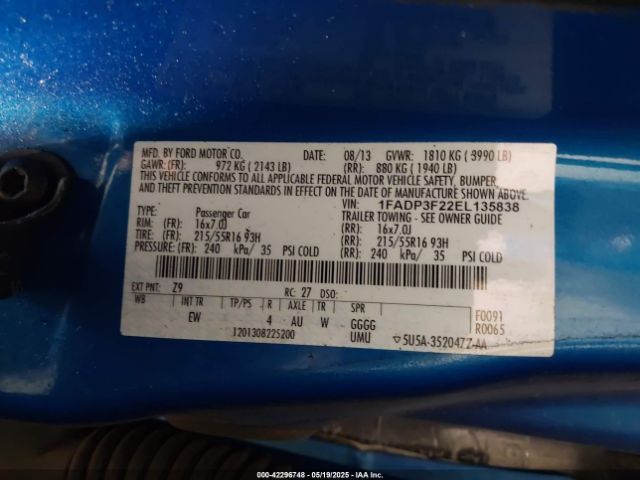 MFD. BY FORD MOTOR CO. DATE: 08/13 GVWR: 1810 KG ( 3990 LB)
GAWR: (FR): 972 KG ( 2143 LB) (RR): 880 KG ( 1940 LB)
THIS VEHICLE CONFORMS TO ALL APPLICABLE FEDERAL MOTOR VEHICLE SAFETY, BUMPER,
AND THEFT PREVENTION STANDARDS IN EFFECT ON THE DATE OF MANUFACTURE SHOWN ABOVE.
VIN: 1FADP3F22EL135838
TYPE: Passenger Car TRAILER TOWING - SEE OWNER GUIDE
RIM: (FR): 16x7.0J (RR): 16x7.0J
TIRE: (FR): 215/55R16 93H (RR): 215/55R16 93H
PRESSURE: (FR): 240 kPa/ 35 PSI COLD (RR): 240 kPa/ 35 PSI COLD
EXT PNT: Z9 RC: 27 DSO:
WB INT TR TP/PS R AXLE TR SPR F0091
EW 4 AU W GGGG R0065
UMU
1201308225200 5U5A-3520472-AA
000-42296748 - 05/19/2025 - IAAI.COM